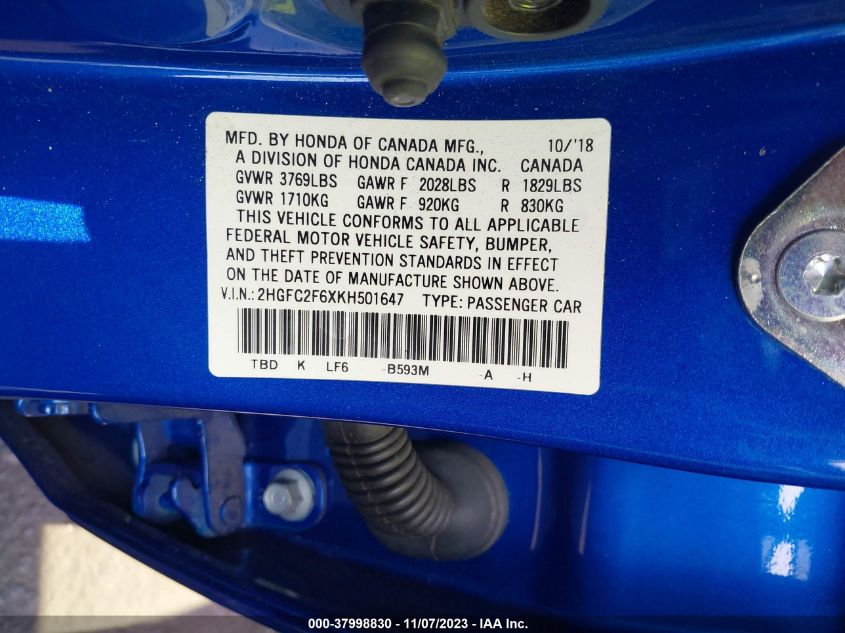 MFD. BY HONDA OF CANADA MFG., 10/'18
A DIVISION OF HONDA CANADA INC. CANADA
GVWR 3769LBS GAWR F 2028LBS R 1829LBS
GVWR 1710KG GAWR F 920KG R 830KG
THIS VEHICLE CONFORMS TO ALL APPLICABLE
FEDERAL MOTOR VEHICLE SAFETY, BUMPER,
AND THEFT PREVENTION STANDARDS IN EFFECT
ON THE DATE OF MANUFACTURE SHOWN ABOVE.
V.I.N.: 2HGFC2F6XKH501647 TYPE: PASSENGER CAR
TBD K LF6 -B593M -A -H
000-37998830 - 11/07/2023 - IAA Inc.